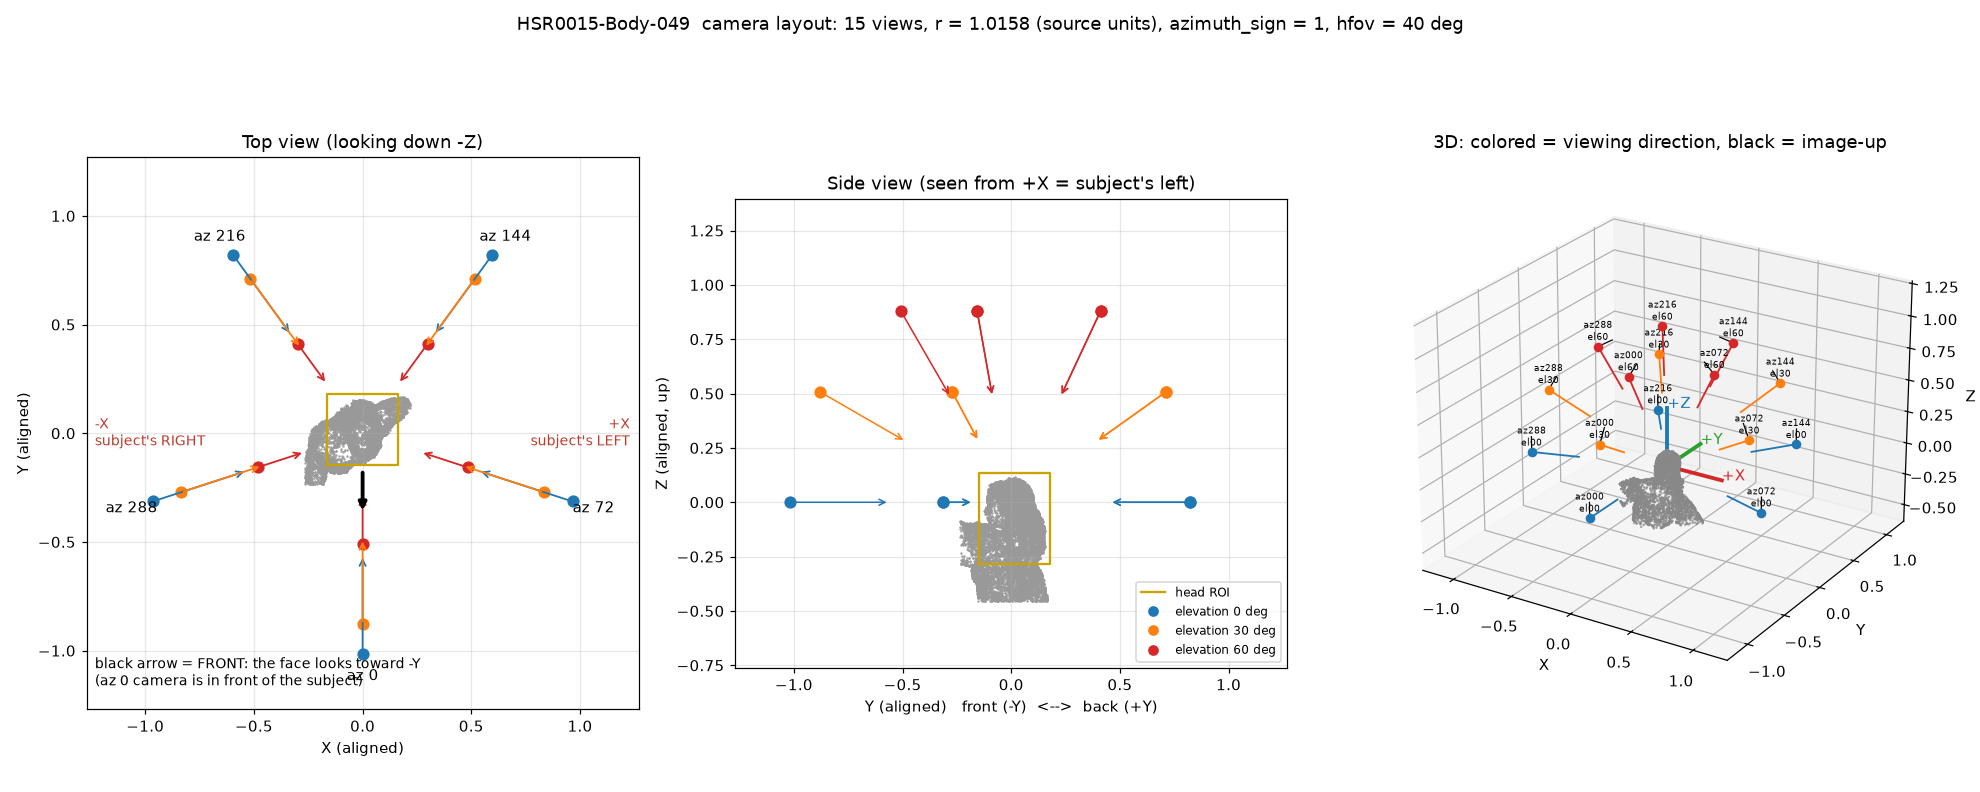 HSR0015-Body-049  camera layout: 15 views, r = 1.0158 (source units), azimuth_sign = 1, hfov = 40 deg
Top view (looking down -Z)
az 216
az 144
-X
subject's RIGHT
+X
subject's LEFT
az 288
az 72
black arrow = FRONT: the face looks toward -Y
(az 0 camera is in front of the subject)
az 0
1.0
0.5
0.0
−0.5
−1.0
−1.0
−0.5
0.0
0.5
1.0
X (aligned)
Y (aligned)
Side view (seen from +X = subject's left)
1.25
1.00
0.75
0.50
0.25
0.00
−0.25
−0.50
−0.75
−1.0
−0.5
0.0
0.5
1.0
Y (aligned)   front (-Y)  <-->  back (+Y)
Z (aligned, up)
head ROI
elevation 0 deg
elevation 30 deg
elevation 60 deg
3D: colored = viewing direction, black = image-up
az216
el60
az288
el60
az144
el60
az216
el30
az000
el60
az072
el60
az288
el30
az144
el30
az216
el00
+Z
az000
el30
az072
el30
az288
el00
az144
el00
+Y
+X
az000
el00
az072
el00
1.25
1.00
0.75
0.50
0.25
0.00
−0.25
−0.50
Z
−1.0
−0.5
0.0
0.5
1.0
X
−1.0
−0.5
0.0
0.5
1.0
Y